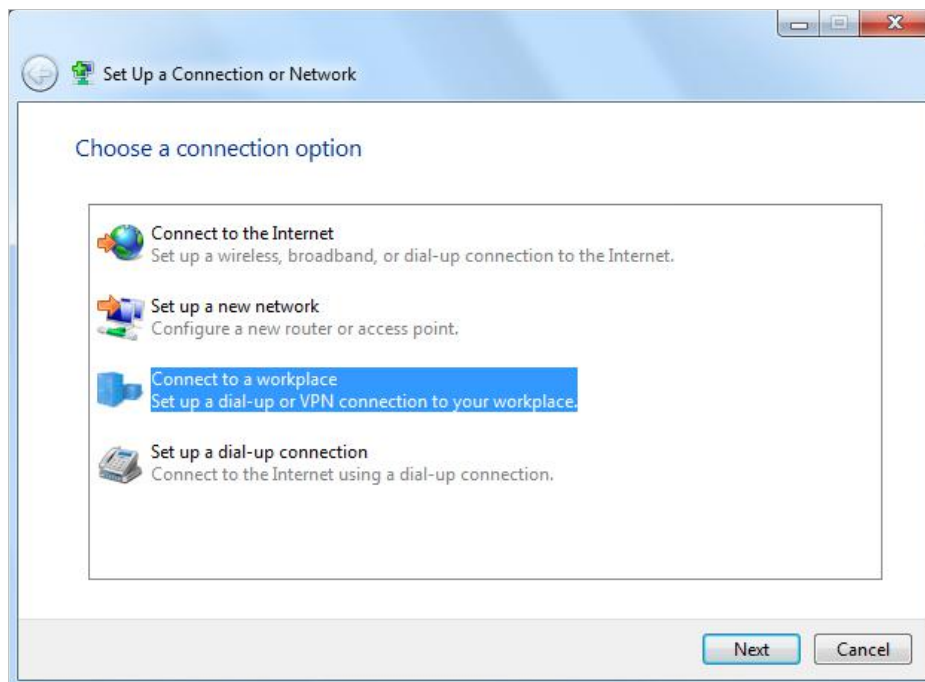 Set Up a Connection or Network
Choose a connection option
Connect to the Internet
Set up a wireless, broadband, or dial-up connection to the Internet.
Set up a new network
Configure a new router or access point.
Connect to a workplace
Set up a dial-up or VPN connection to your workplace.
Set up a dial-up connection
Connect to the Internet using a dial-up connection.
Next
Cancel